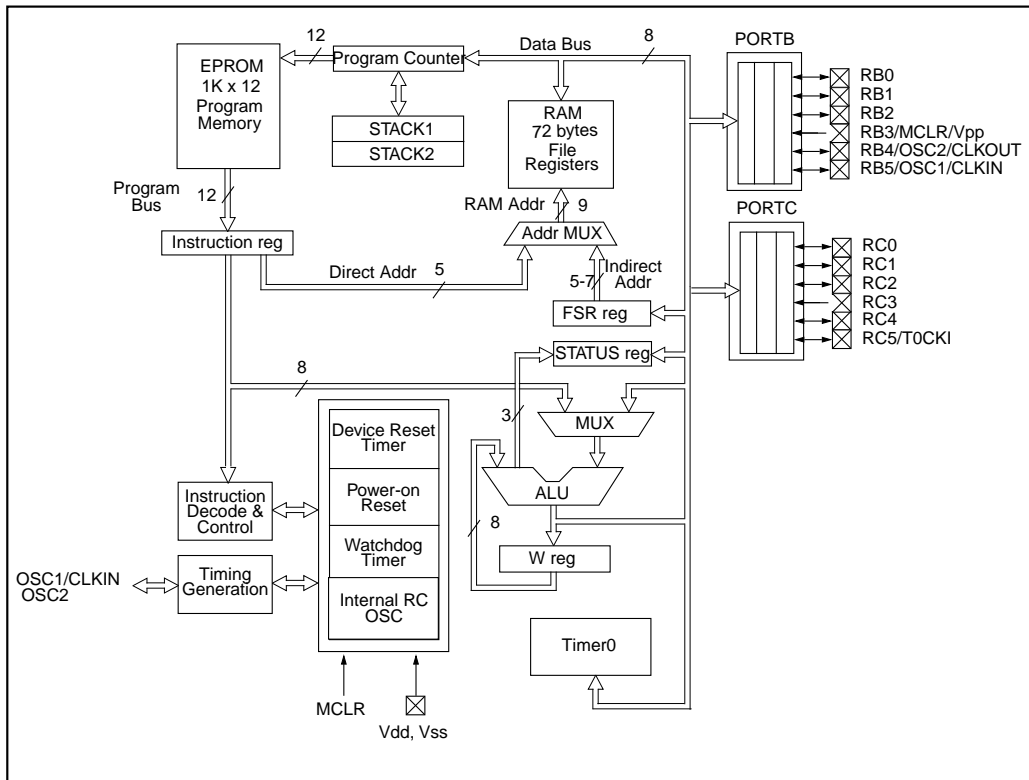 12
EPROM
1K x 12
Program
Memory
Program Counter
STACK1
STACK2
Data Bus
8
RAM
72 bytes
File
Registers
PORTB
RB0
RB1
RB2
RB3/MCLR/Vpp
RB4/OSC2/CLKOUT
RB5/OSC1/CLKIN
Program
Bus
12
Instruction reg
RAM Addr
9
Addr MUX
Direct Addr
5
5-7
Indirect
Addr
FSR reg
PORTC
RC0
RC1
RC2
RC3
RC4
RC5/T0CKI
STATUS reg
8
3
MUX
ALU
8
W reg
Device Reset
Timer
Power-on
Reset
Watchdog
Timer
Internal RC
OSC
Instruction
Decode &
Control
Timing
Generation
OSC1/CLKIN
OSC2
Timer0
MCLR
Vdd, Vss